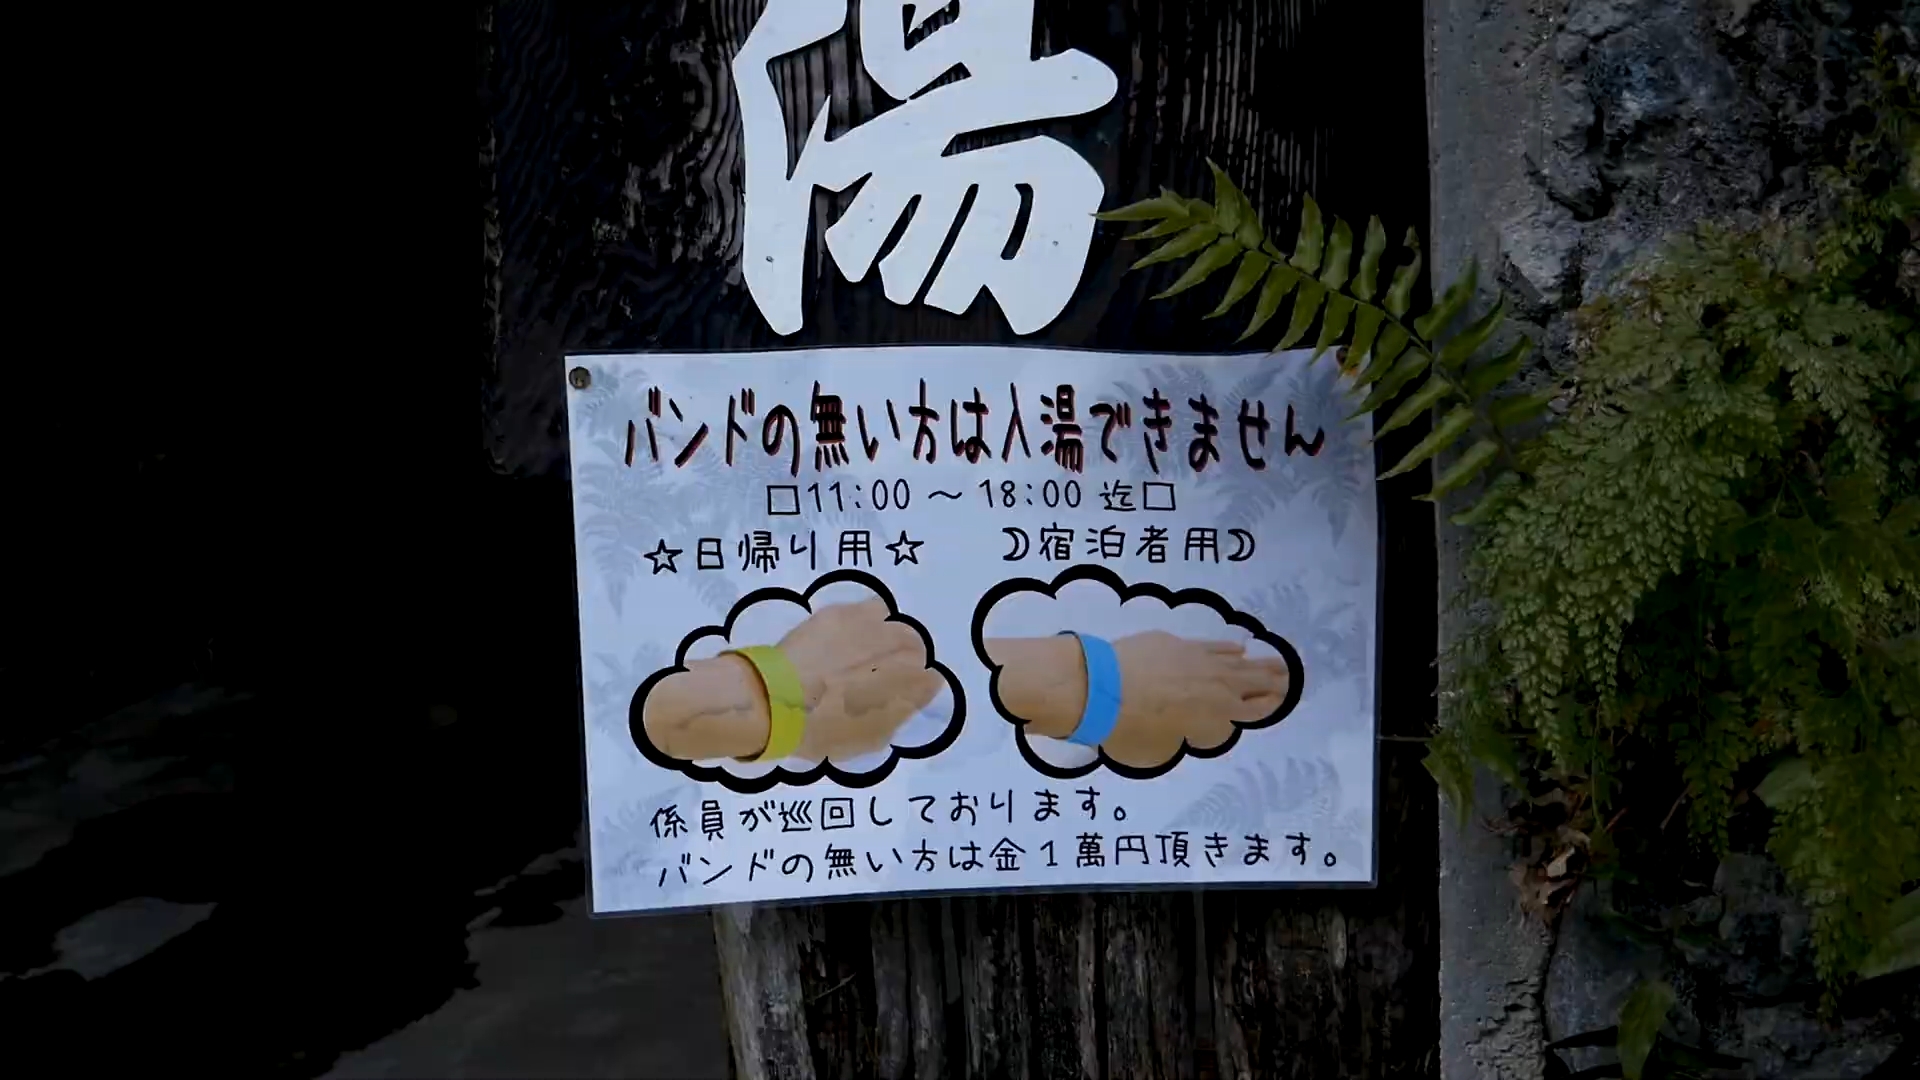 湯
バンドの無い方は入湯できません
□11:00 ～ 18:00 迄□
☆日帰り用☆ ☽宿泊者用☽
係員が巡回しております。
バンドの無い方は金1萬円頂きます。